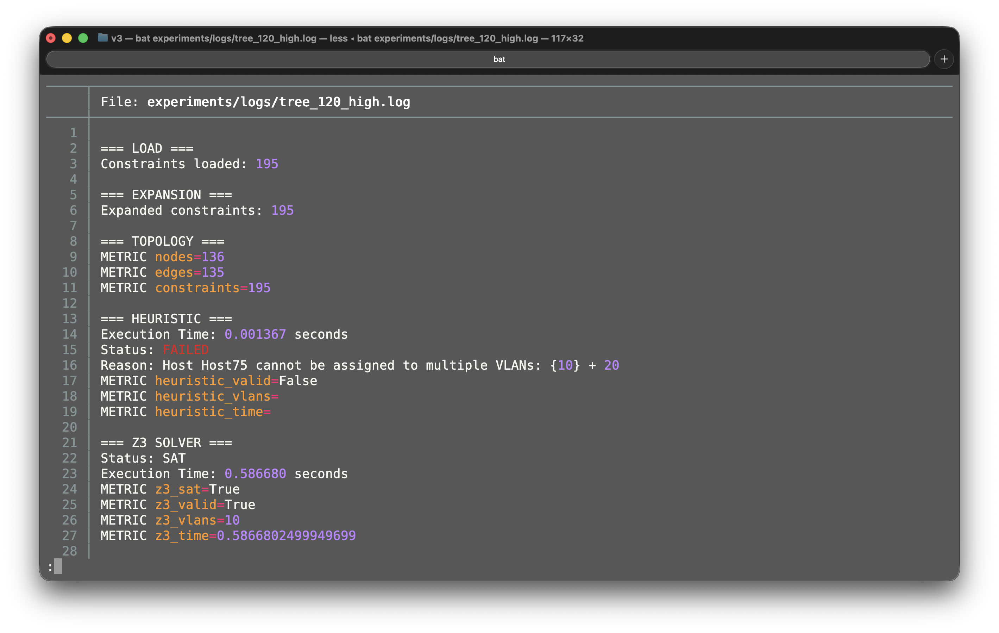 v3 — bat experiments/logs/tree_120_high.log — less ◂ bat experiments/logs/tree_120_high.log — 117×32
bat
File: experiments/logs/tree_120_high.log
1
2 === LOAD ===
3 Constraints loaded: 195
4
5 === EXPANSION ===
6 Expanded constraints: 195
7
8 === TOPOLOGY ===
9 METRIC nodes=136
10 METRIC edges=135
11 METRIC constraints=195
12
13 === HEURISTIC ===
14 Execution Time: 0.001367 seconds
15 Status: FAILED
16 Reason: Host Host75 cannot be assigned to multiple VLANs: {10} + 20
17 METRIC heuristic_valid=False
18 METRIC heuristic_vlans=
19 METRIC heuristic_time=
20
21 === Z3 SOLVER ===
22 Status: SAT
23 Execution Time: 0.586680 seconds
24 METRIC z3_sat=True
25 METRIC z3_valid=True
26 METRIC z3_vlans=10
27 METRIC z3_time=0.5866802499949699
28
: